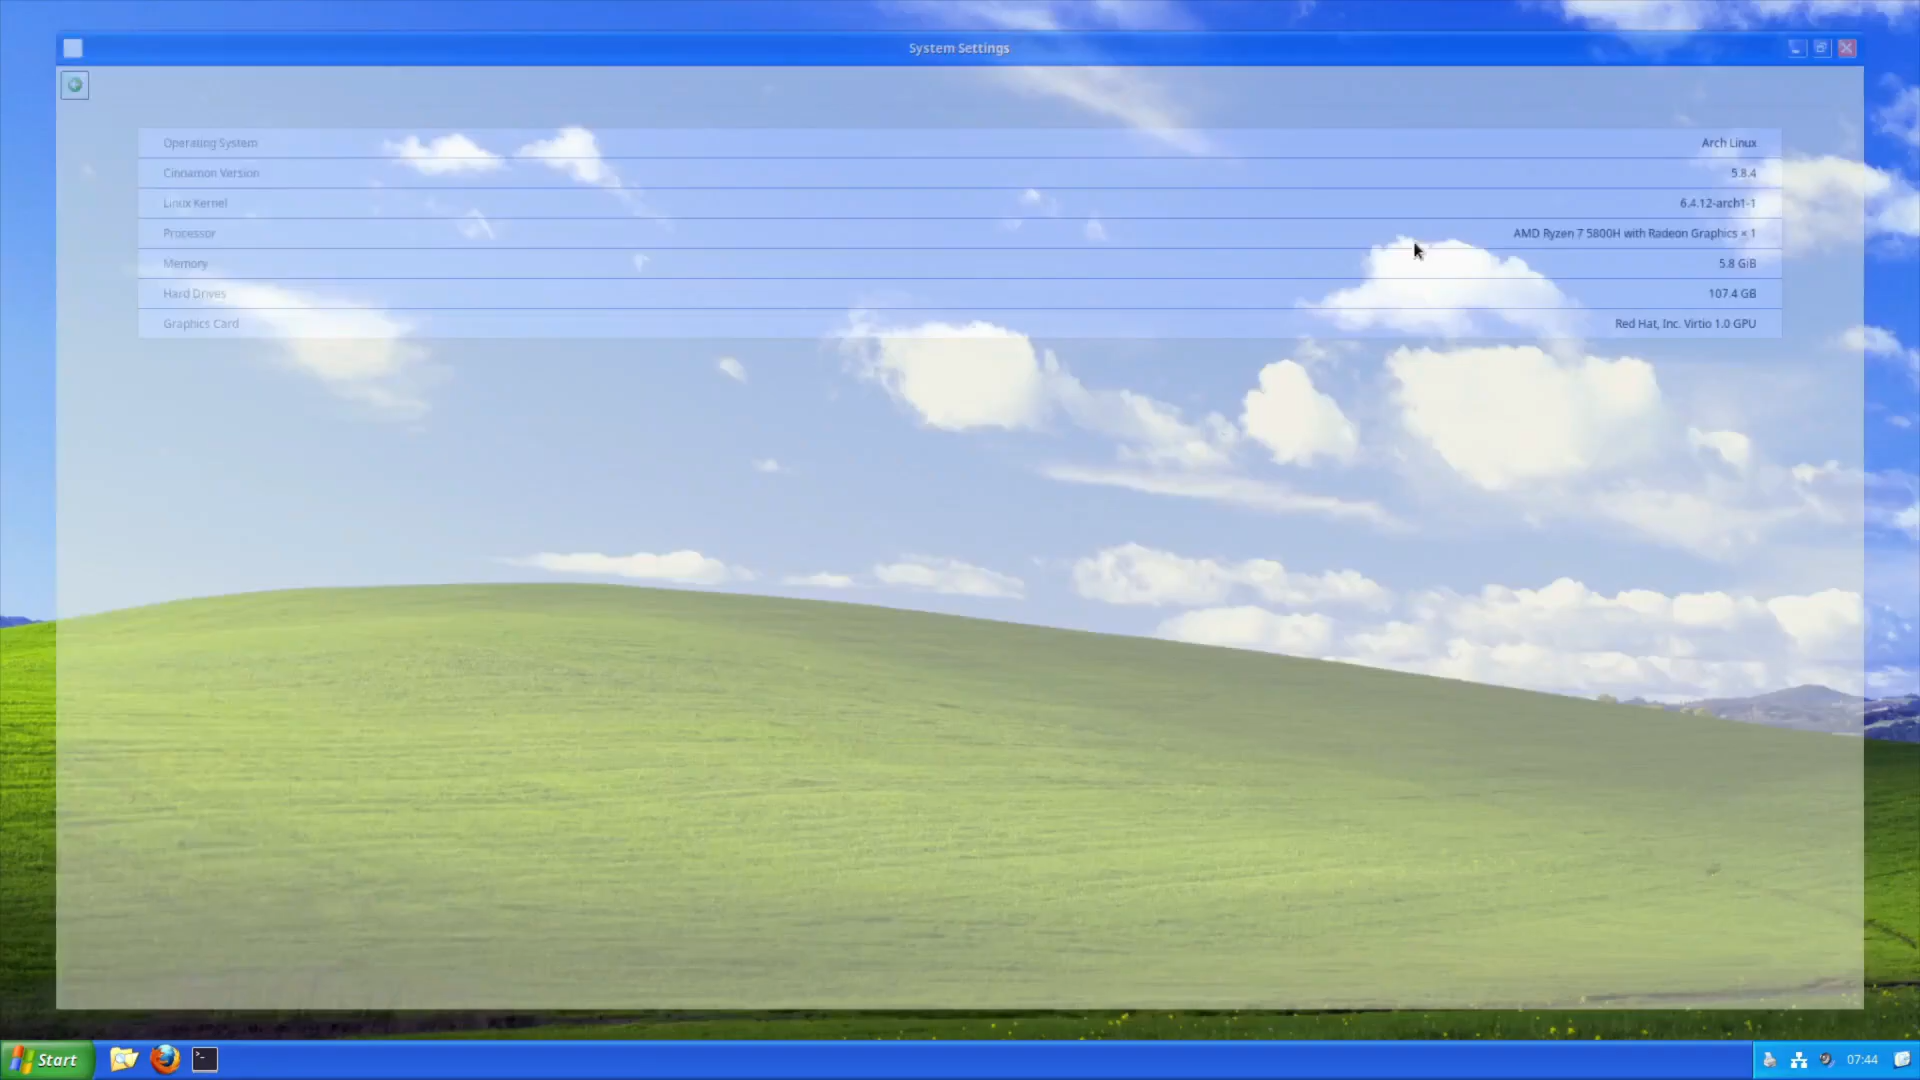 System Settings
Operating System Arch Linux
Cinnamon Version 5.8.4
Linux Kernel 6.4.12-arch1-1
Processor AMD Ryzen 7 5800H with Radeon Graphics × 1
Memory 5.8 GiB
Hard Drives 107.4 GB
Graphics Card Red Hat, Inc. Virtio 1.0 GPU
Start 07:44